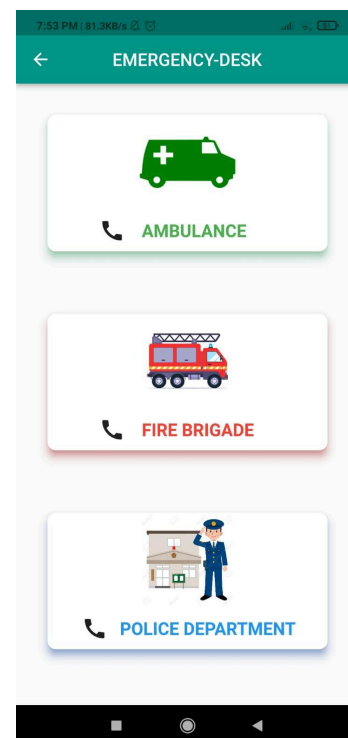 7:53 PM | 81.3KB/s
EMERGENCY-DESK
AMBULANCE
FIRE BRIGADE
POLICE DEPARTMENT